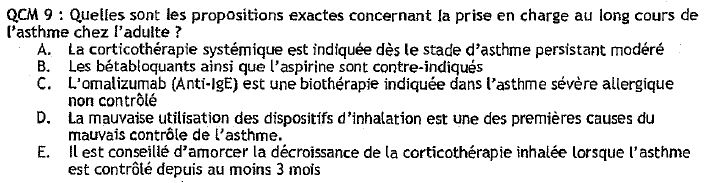 QCM 9 : Quelles sont les propositions exactes concernant la prise en charge au long cours de
l'asthme chez l'adulte ?
A. La corticothérapie systémique est indiquée dès le stade d'asthme persistant modéré
B. Les bétabloquants ainsi que l'aspirine sont contre-indiqués
C. L'omalizumab (Anti-IgE) est une biothérapie indiquée dans l'asthme sévère allergique
non contrôlé
D. La mauvaise utilisation des dispositifs d'inhalation est une des premières causes du
mauvais contrôle de l'asthme.
E. Il est conseillé d'amorcer la décroissance de la corticothérapie inhalée lorsque l'asthme
est contrôlé depuis au moins 3 mois